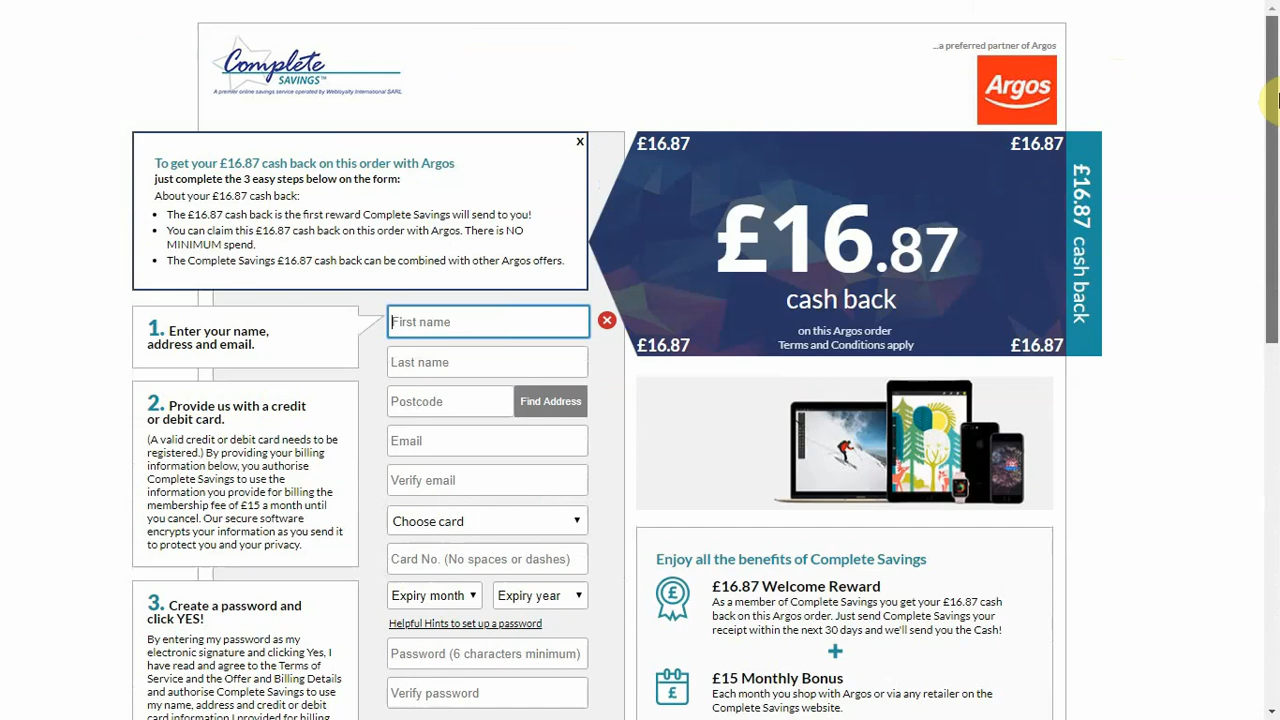 Complete
SAVINGS™
A premier online savings service operated by Webloyalty International SARL
...a preferred partner of Argos
Argos
X
To get your £16.87 cash back on this order with Argos
just complete the 3 easy steps below on the form:
About your £16.87 cash back:
• The £16.87 cash back is the first reward Complete Savings will send to you!
• You can claim this £16.87 cash back on this order with Argos. There is NO
MINIMUM spend.
• The Complete Savings £16.87 cash back can be combined with other Argos offers.
£16.87
£16.87
£16.87
cash back
on this Argos order
Terms and Conditions apply
£16.87
£16.87
£16.87 cash back
1. Enter your name,
address and email.
First name
Last name
Postcode
Find Address
Email
Verify email
Choose card
Card No. (No spaces or dashes)
Expiry month
Expiry year
Helpful Hints to set up a password
Password (6 characters minimum)
Verify password
2. Provide us with a credit
or debit card.
(A valid credit or debit card needs to be
registered.) By providing your billing
information below, you authorise
Complete Savings to use the
information you provide for billing the
membership fee of £15 a month until
you cancel. Our secure software
encrypts your information as you send it
to protect you and your privacy.
3. Create a password and
click YES!
By entering my password as my
electronic signature and clicking Yes, I
have read and agree to the Terms of
Service and the Offer and Billing Details
and authorise Complete Savings to use
my name, address and credit or debit
card information I provided for billing
Enjoy all the benefits of Complete Savings
£16.87 Welcome Reward
As a member of Complete Savings you get your £16.87 cash
back on this Argos order. Just send Complete Savings your
receipt within the next 30 days and we'll send you the Cash!
+
£15 Monthly Bonus
Each month you shop with Argos or via any retailer on the
Complete Savings website.